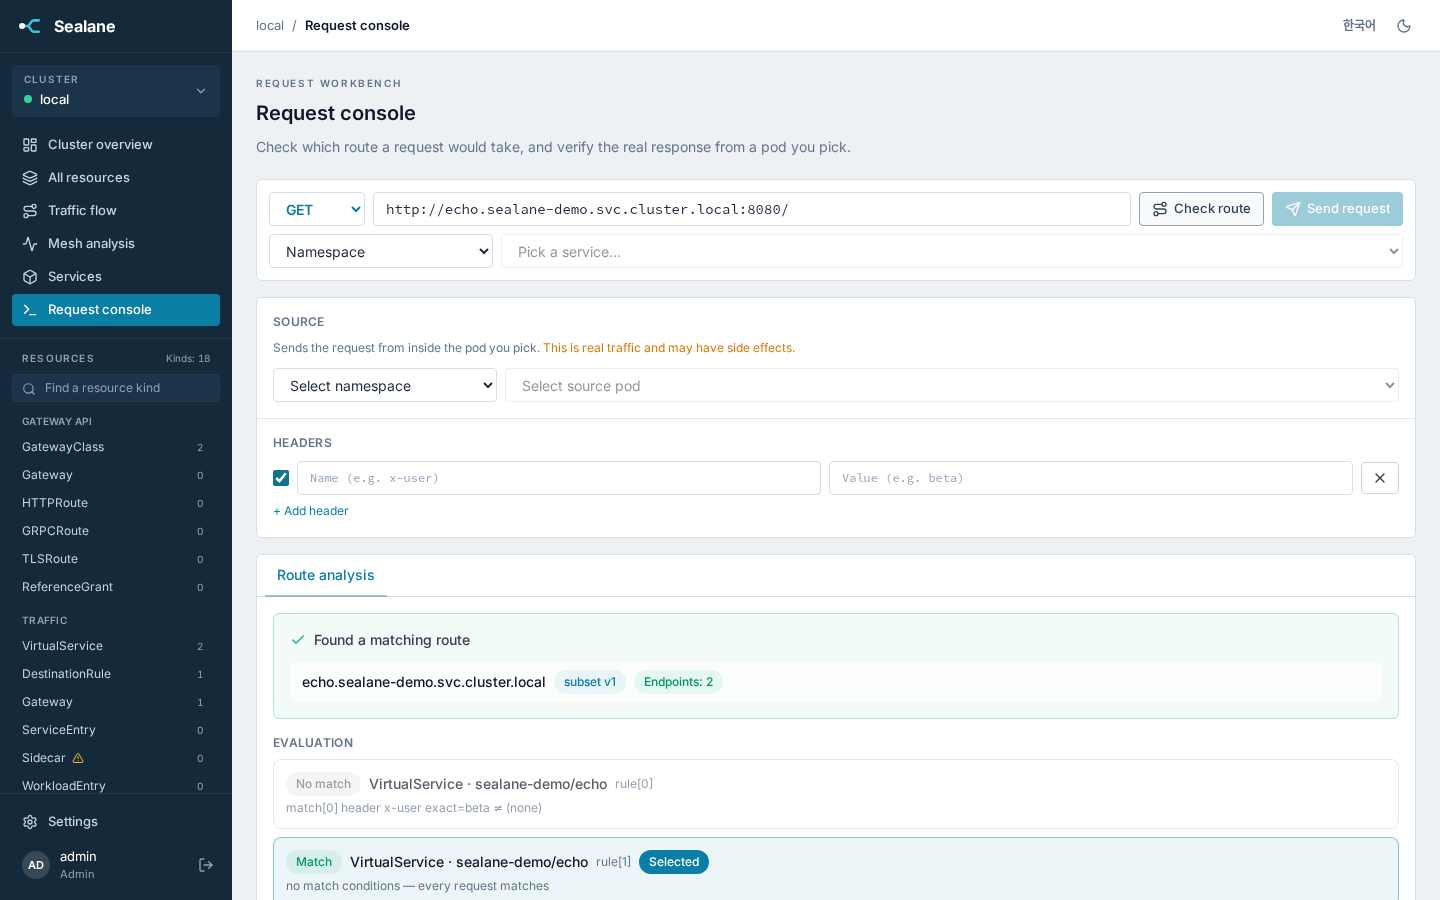 Sealane
CLUSTER
local
Cluster overview
All resources
Traffic flow
Mesh analysis
Services
Request console
RESOURCES Kinds: 18
Find a resource kind
GATEWAY API
GatewayClass 2
Gateway 0
HTTPRoute 0
GRPCRoute 0
TLSRoute 0
ReferenceGrant 0
TRAFFIC
VirtualService 2
DestinationRule 1
Gateway 1
ServiceEntry 0
Sidecar 0
WorkloadEntry 0
Settings
AD
admin
Admin
local / Request console
한국어
REQUEST WORKBENCH
Request console
Check which route a request would take, and verify the real response from a pod you pick.
GET http://echo.sealane-demo.svc.cluster.local:8080/ Check route Send request
Namespace Pick a service...
SOURCE
Sends the request from inside the pod you pick. This is real traffic and may have side effects.
Select namespace Select source pod
HEADERS
Name (e.g. x-user) Value (e.g. beta)
+ Add header
Route analysis
Found a matching route
echo.sealane-demo.svc.cluster.local subset v1 Endpoints: 2
EVALUATION
No match VirtualService · sealane-demo/echo rule[0]
match[0] header x-user exact=beta ≠ (none)
Match VirtualService · sealane-demo/echo rule[1] Selected
no match conditions — every request matches